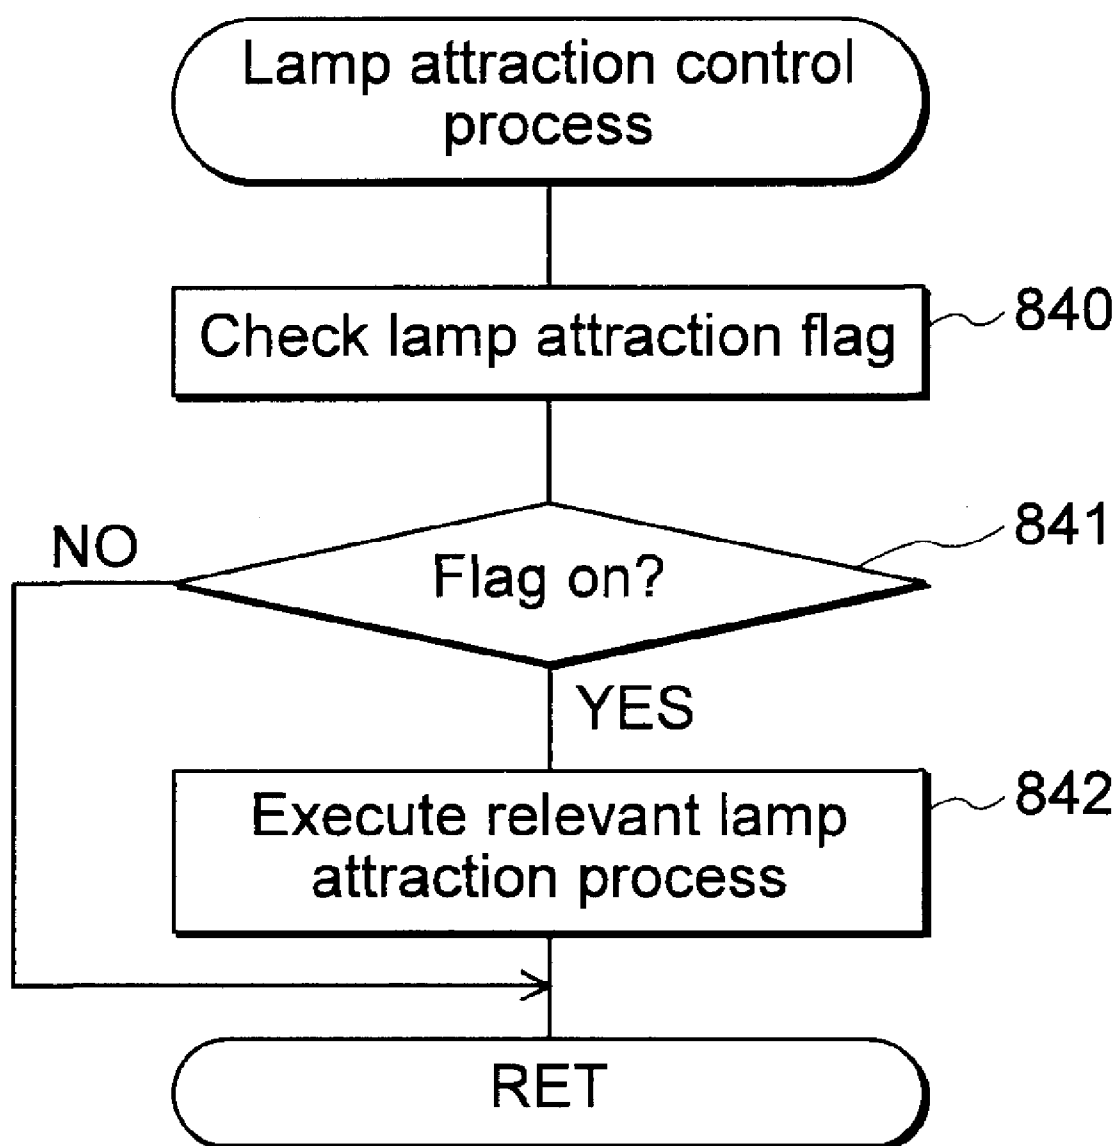 Lamp attraction control
process
Check lamp attraction flag
840
841
NO
Flag on?
YES
842
Execute relevant lamp
attraction process
RET